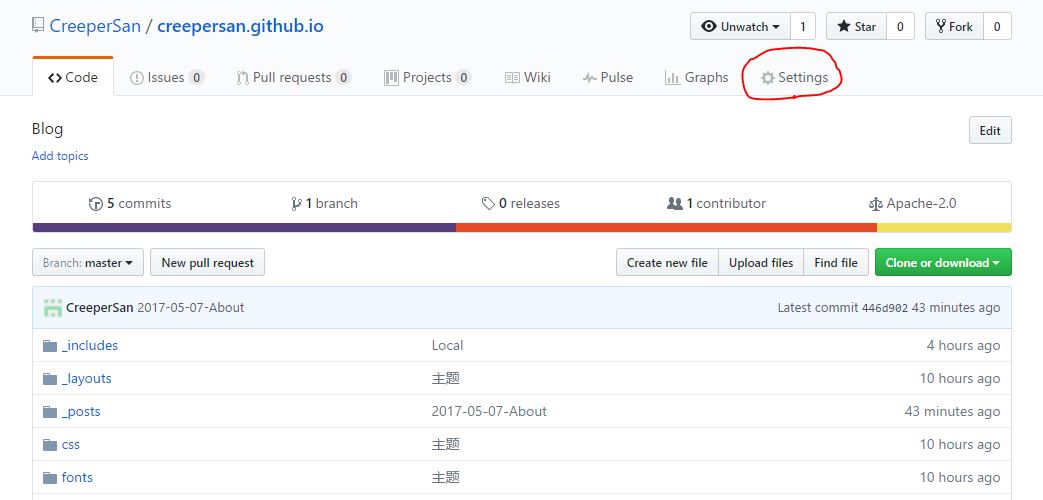 CreeperSan / creepersan.github.io
Unwatch 1 Star 0 Fork 0
Code Issues 0 Pull requests 0 Projects 0 Wiki Pulse Graphs Settings
Blog
Edit
Add topics
5 commits 1 branch 0 releases 1 contributor Apache-2.0
Branch: master New pull request Create new file Upload files Find file Clone or download
CreeperSan 2017-05-07-About Latest commit 446d902 43 minutes ago
_includes Local 4 hours ago
_layouts 主题 10 hours ago
_posts 2017-05-07-About 43 minutes ago
css 主题 10 hours ago
fonts 主题 10 hours ago